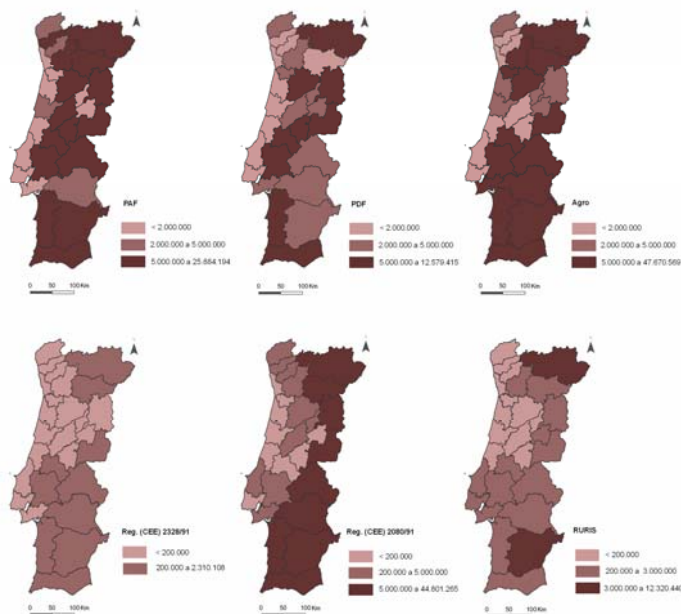 PAF
< 2.000.000
2.000.000 a 5.000.000
5.000.000 a 25.664.194
0 50 100 Km
PDF
< 2.000.000
2.000.000 a 5.000.000
5.000.000 a 12.579.415
0 50 100 Km
Agro
< 2.000.000
2.000.000 a 5.000.000
5.000.000 a 47.670.569
0 50 100 Km
Reg. (CEE) 2328/91
< 200.000
200.000 a 2.310.108
0 50 100 Km
Reg. (CEE) 2080/91
< 200.000
200.000 a 5.000.000
5.000.000 a 44.801.265
0 50 100 Km
RURIS
< 200.000
200.000 a 3.000.000
3.000.000 a 12.320.440
0 50 100 Km